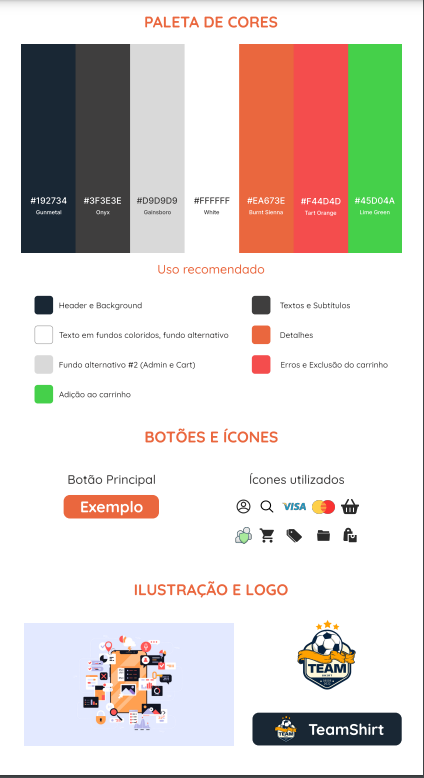 PALETA DE CORES
#192734
Gunmetal
#3F3E3E
Onyx
#D9D9D9
Gainsboro
#FFFFFF
White
#EA673E
Burnt Sienna
#F44D4D
Tart Orange
#45D04A
Lime Green
Uso recomendado
Header e Background
Textos e Subtitulos
Texto em fundos coloridos, fundo alternativo
Detalhes
Fundo alternativo #2 (Admin e Cart)
Erros e Exclusão do carrinho
Adição ao carrinho
BOTÕES E ÍCONES
Botão Principal
Ícones utilizados
Exemplo
VISA
ILUSTRAÇÃO E LOGO
TEAM
SHIRT
TEAM
TeamShirt